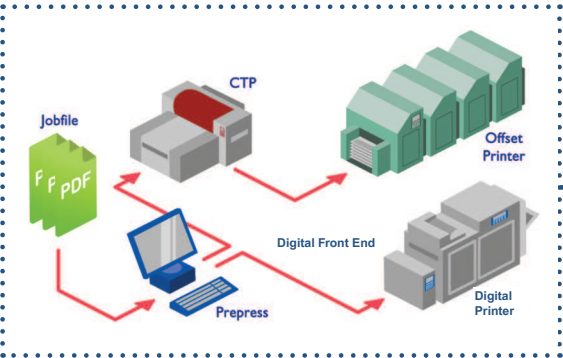 CTP
Jobfile
Offset
Printer
F F PDF
Digital Front End
Prepress
Digital
Printer